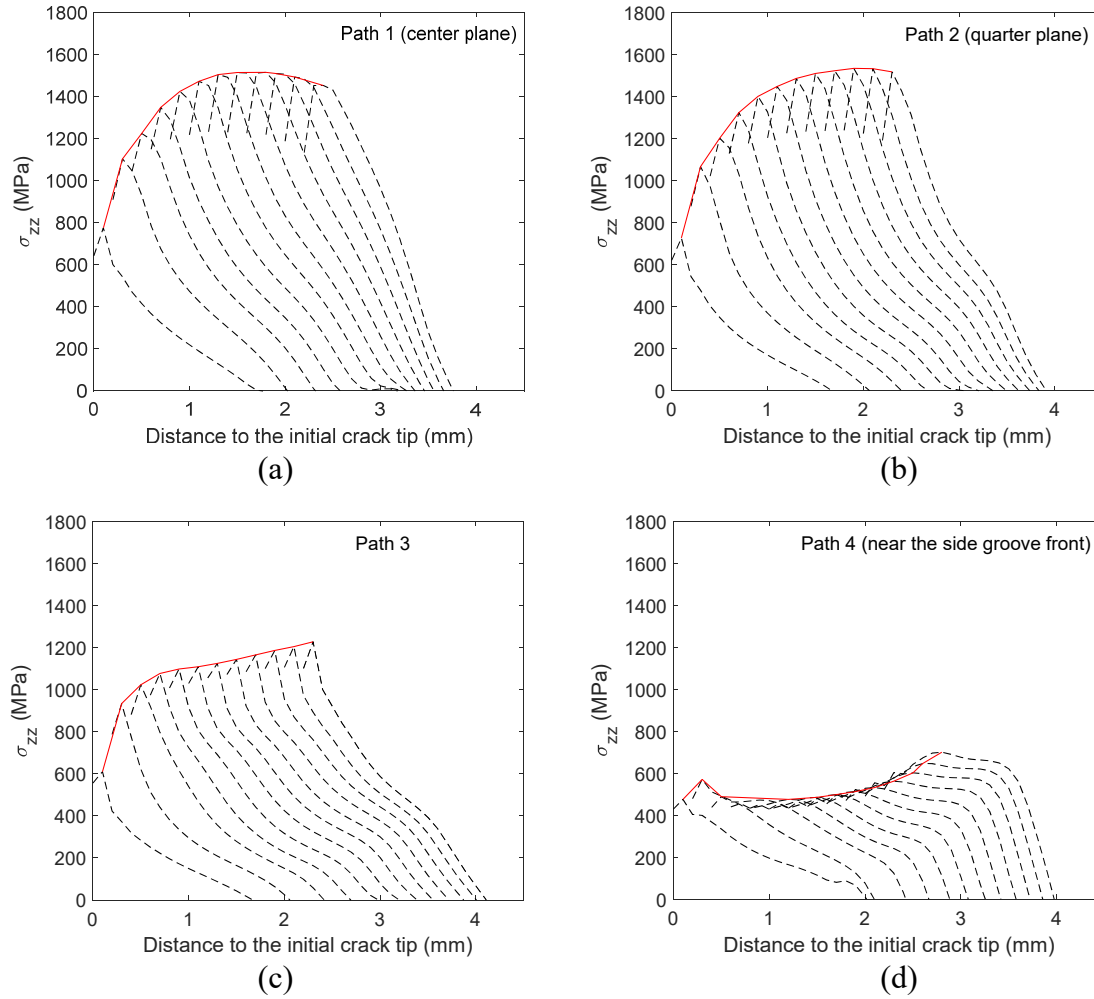 Path 1 (center plane)
1800
1600
1400
1200
1000
800
600
400
200
0
σzz (MPa)
0 1 2 3 4
Distance to the initial crack tip (mm)
(a)
Path 2 (quarter plane)
1800
1600
1400
1200
1000
800
600
400
200
0
σzz (MPa)
0 1 2 3 4
Distance to the initial crack tip (mm)
(b)
Path 3
1800
1600
1400
1200
1000
800
600
400
200
0
σzz (MPa)
0 1 2 3 4
Distance to the initial crack tip (mm)
(c)
Path 4 (near the side groove front)
1800
1600
1400
1200
1000
800
600
400
200
0
σzz (MPa)
0 1 2 3 4
Distance to the initial crack tip (mm)
(d)